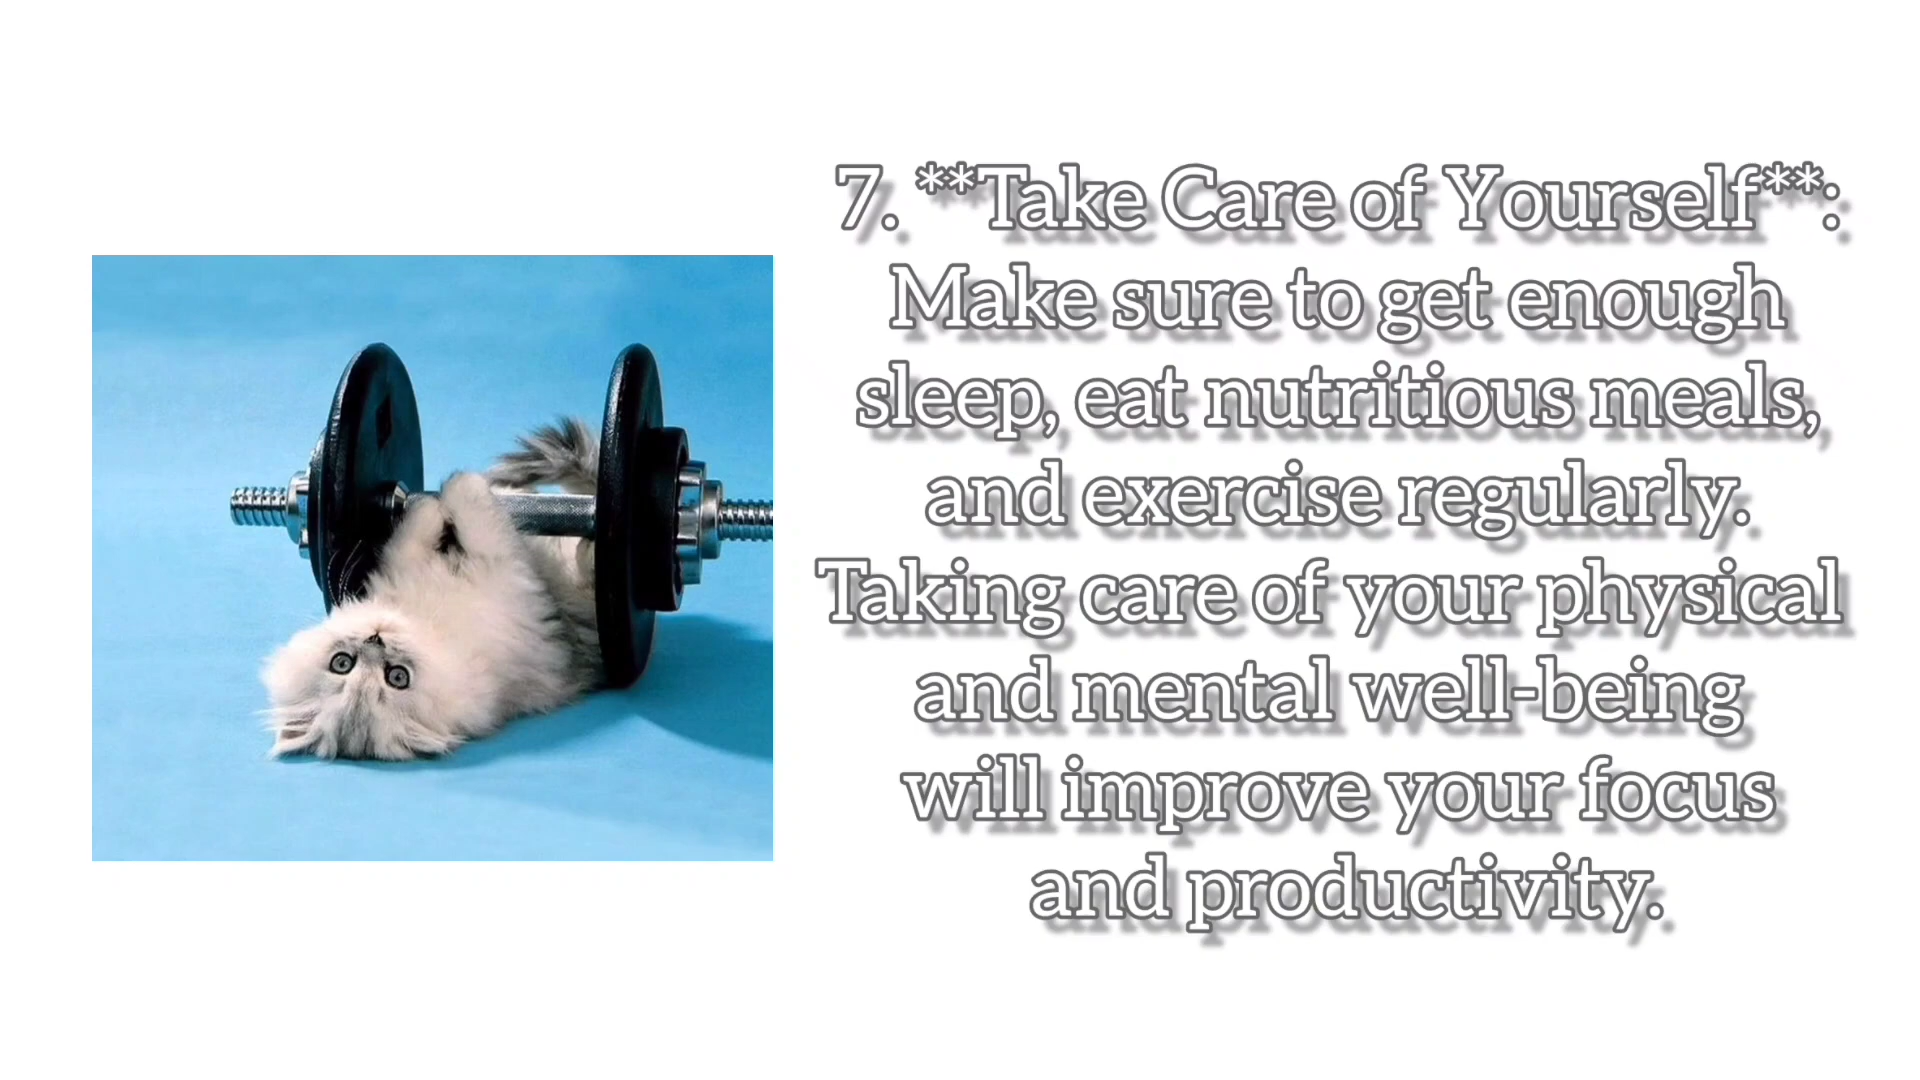 7. **Take Care of Yourself**:
Make sure to get enough
sleep, eat nutritious meals,
and exercise regularly.
Taking care of your physical
and mental well-being
will improve your focus
and productivity.